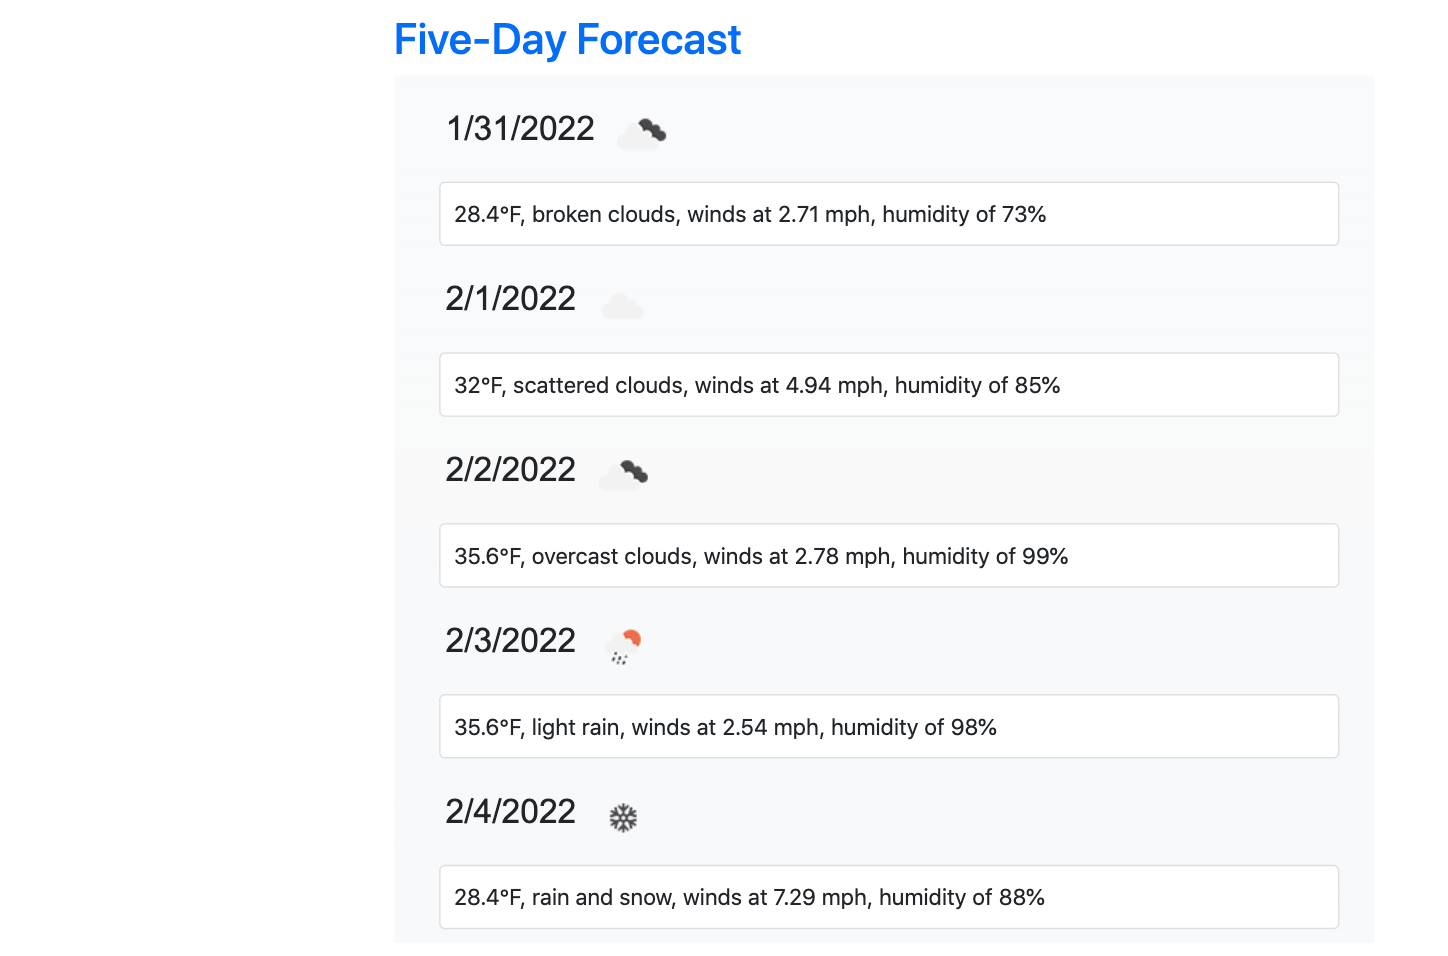 Five-Day Forecast
1/31/2022
28.4°F, broken clouds, winds at 2.71 mph, humidity of 73%
2/1/2022
32°F, scattered clouds, winds at 4.94 mph, humidity of 85%
2/2/2022
35.6°F, overcast clouds, winds at 2.78 mph, humidity of 99%
2/3/2022
35.6°F, light rain, winds at 2.54 mph, humidity of 98%
2/4/2022
28.4°F, rain and snow, winds at 7.29 mph, humidity of 88%